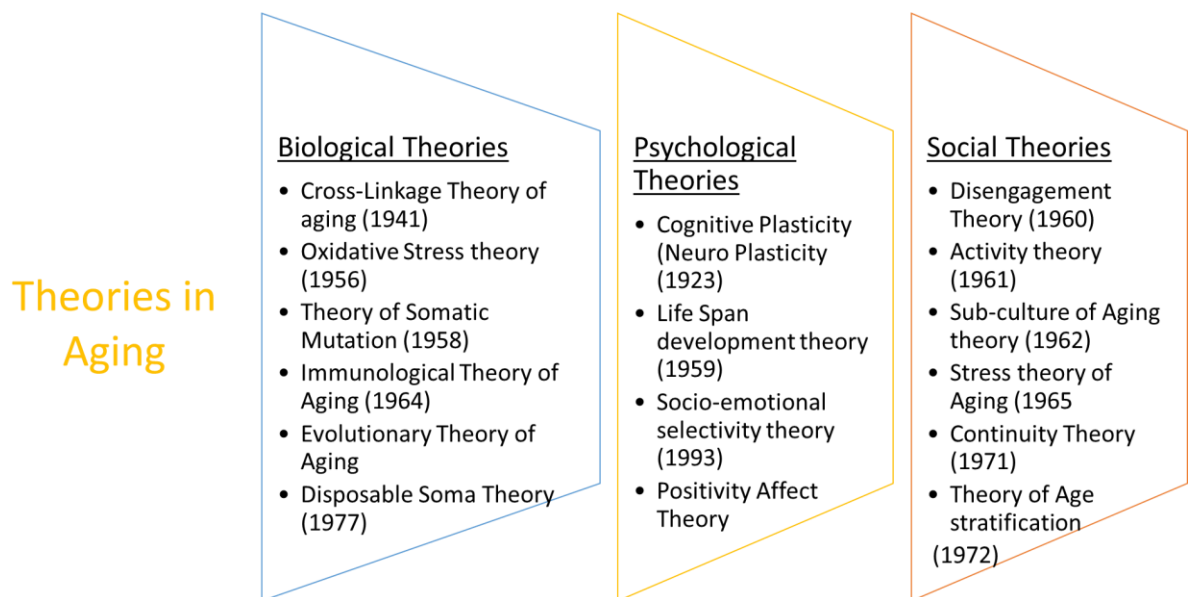 Theories in
Aging
Biological Theories
• Cross-Linkage Theory of
aging (1941)
• Oxidative Stress theory
(1956)
• Theory of Somatic
Mutation (1958)
• Immunological Theory of
Aging (1964)
• Evolutionary Theory of
Aging
• Disposable Soma Theory
(1977)
Psychological
Theories
• Cognitive Plasticity
(Neuro Plasticity
(1923)
• Life Span
development theory
(1959)
• Socio-emotional
selectivity theory
(1993)
• Positivity Affect
Theory
Social Theories
• Disengagement
Theory (1960)
• Activity theory
(1961)
• Sub-culture of Aging
theory (1962)
• Stress theory of
Aging (1965
• Continuity Theory
(1971)
• Theory of Age
stratification
(1972)